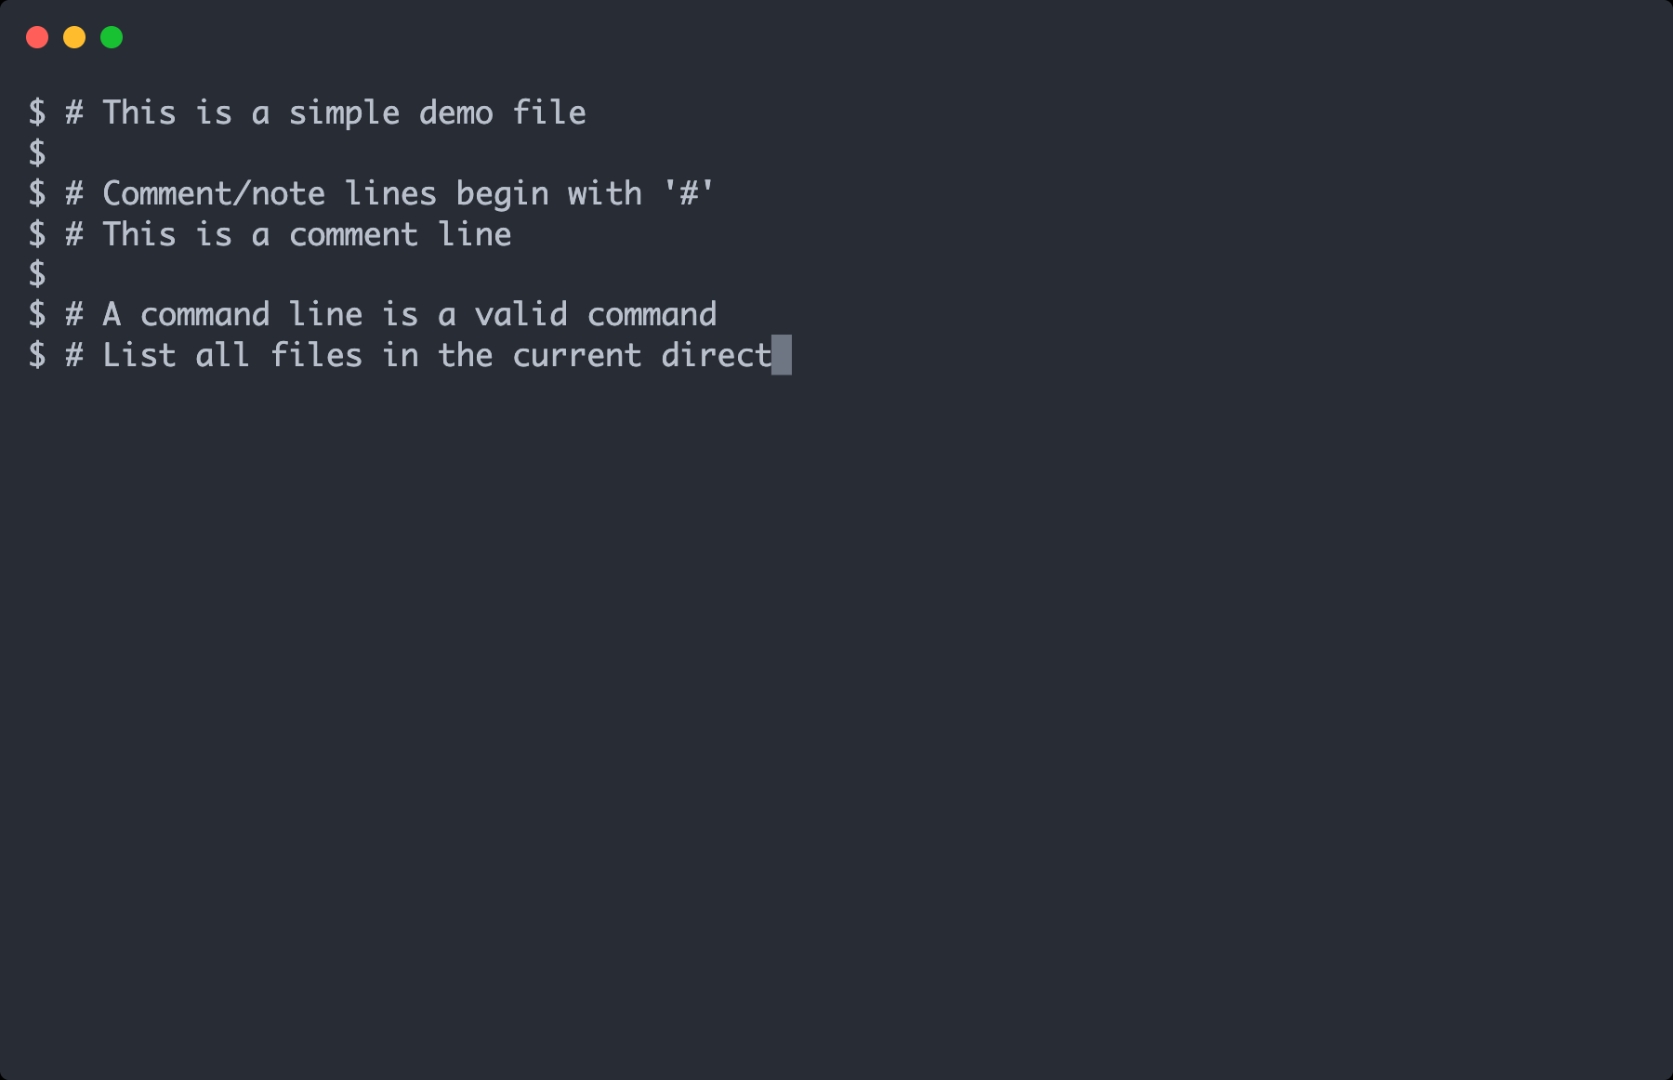 $ # This is a simple demo file
$
$ # Comment/note lines begin with '#'
$ # This is a comment line
$
$ # A command line is a valid command
$ # List all files in the current direct